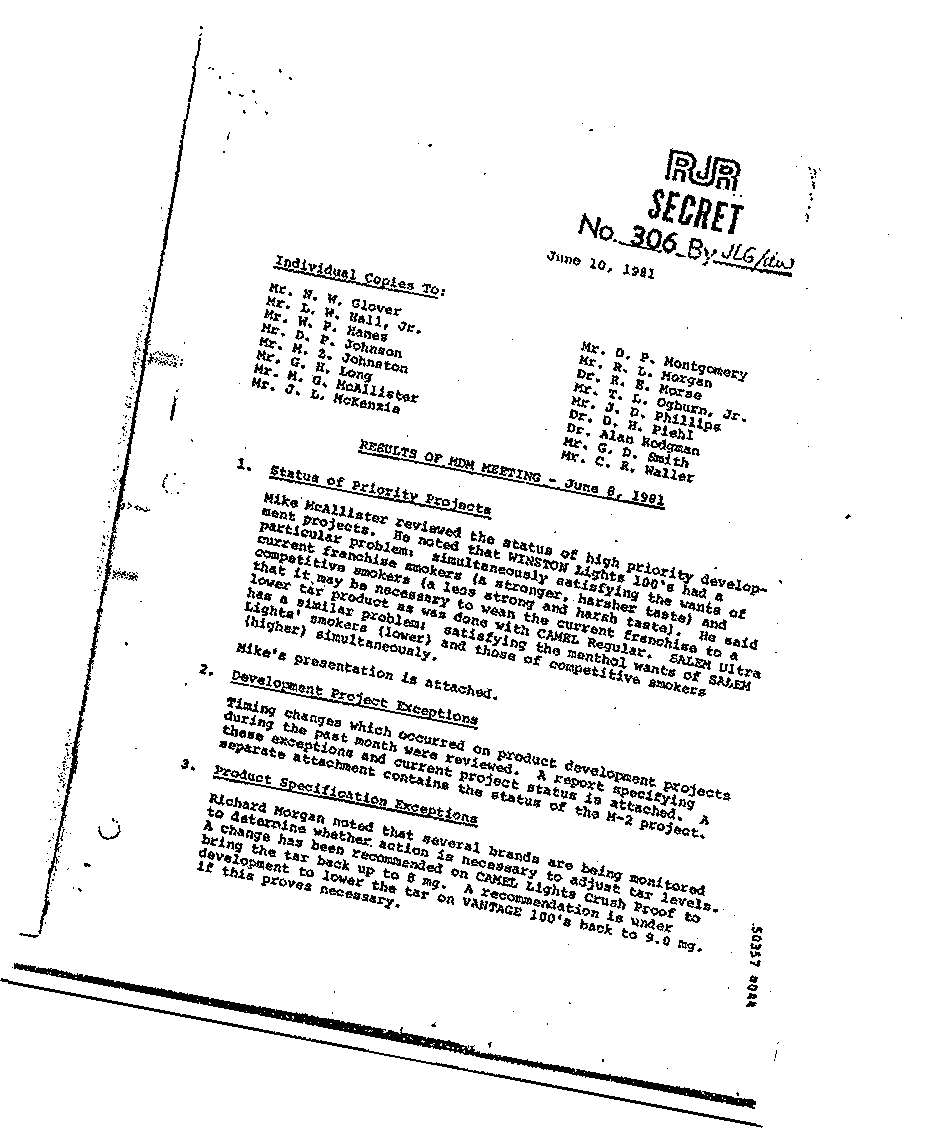 RJR
SECRET
No. 306 By JLG/
June 10, 1981
Individual Copies To:
Mr. N. W. Glover
Mr. L. W. Hall, Jr.
Mr. W. P. Hanes
Mr. D. P. Johnson
Mr. M. Z. Johnston
Mr. G. H. Long
Mr. M. G. McAllister
Mr. J. L. McKenzie
Mr. D. P. Montgomery
Mr. R. L. Morgan
Dr. R. E. Morse
Mr. T. L. Ogburn, Jr.
Mr. J. D. Phillips
Dr. D. H. Piehl
Dr. Alan Rodgman
Mr. G. D. Smith
Mr. C. R. Waller
RESULTS OF MDM MEETING - June 8, 1981
1. Status of Priority Projects
Mike McAllister reviewed the status of high priority develop-
ment projects. He noted that WINSTON Lights 100's had a
particular problem: simultaneously satisfying the wants of
current franchise smokers (a stronger, harsher taste) and
competitive smokers (a less strong and harsh taste). He said
that it may be necessary to wean the current franchise to a
lower tar product as was done with CAMEL Regular. SALEM Ultra
has a similar problem: satisfying the menthol wants of SALEM
Lights' smokers (lower) and those of competitive smokers
(higher) simultaneously.
Mike's presentation is attached.
2. Development Project Exceptions
Timing changes which occurred on product development projects
during the past month were reviewed. A report specifying
these exceptions and current project status is attached. A
separate attachment contains the status of the M-2 project.
3. Product Specification Exceptions
Richard Morgan noted that several brands are being monitored
to determine whether action is necessary to adjust tar levels.
A change has been recommended on CAMEL Lights Crush Proof to
bring the tar back up to 8 mg. A recommendation is under
development to lower the tar on VANTAGE 100's back to 9.0 mg.
if this proves necessary.
50357